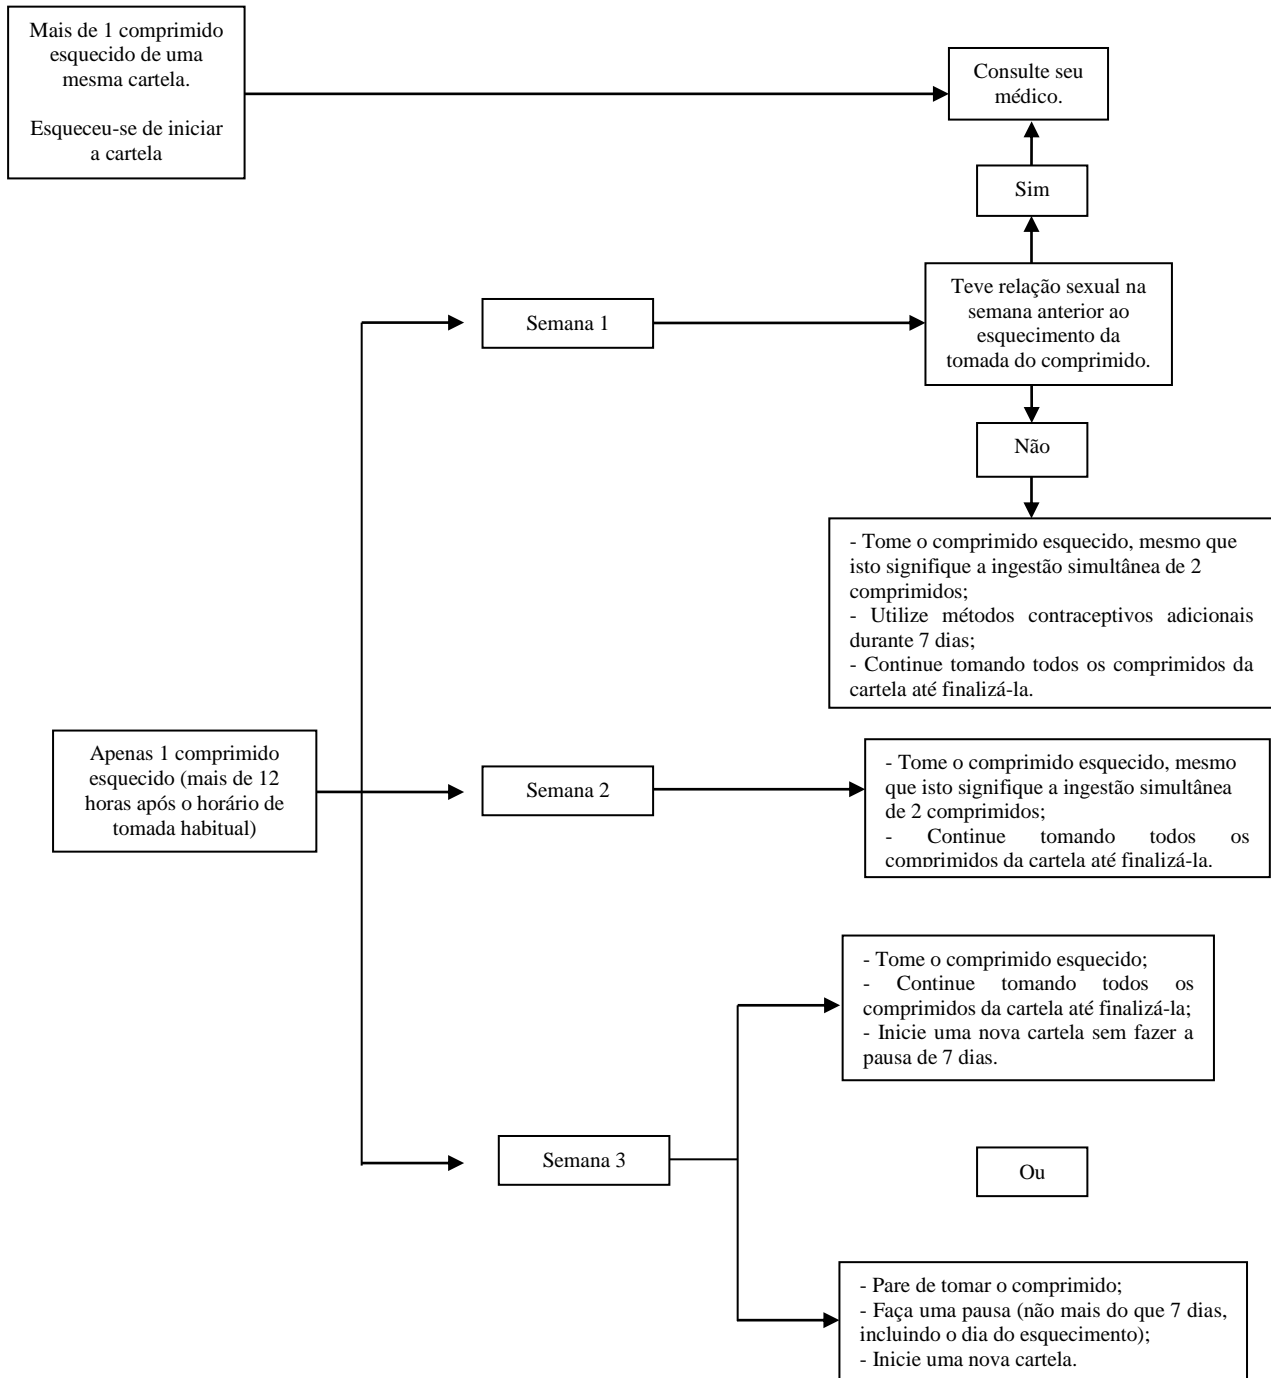 Mais de 1 comprimido
esquecido de uma
mesma cartela.
Esqueceu-se de iniciar
a cartela
Consulte seu
médico.
Sim
Teve relação sexual na
semana anterior ao
esquecimento da
tomada do comprimido.
Semana 1
Não
- Tome o comprimido esquecido, mesmo que
isto signifique a ingestão simultânea de 2
comprimidos;
- Utilize métodos contraceptivos adicionais
durante 7 dias;
- Continue tomando todos os comprimidos da
cartela até finalizá-la.
Apenas 1 comprimido
esquecido (mais de 12
horas após o horário de
tomada habitual)
Semana 2
- Tome o comprimido esquecido, mesmo
que isto signifique a ingestão simultânea
de 2 comprimidos;
- Continue tomando todos os
comprimidos da cartela até finalizá-la.
- Tome o comprimido esquecido;
- Continue tomando todos os
comprimidos da cartela até finalizá-la;
- Inicie uma nova cartela sem fazer a
pausa de 7 dias.
Semana 3
Ou
- Pare de tomar o comprimido;
- Faça uma pausa (não mais do que 7 dias,
incluindo o dia do esquecimento);
- Inicie uma nova cartela.